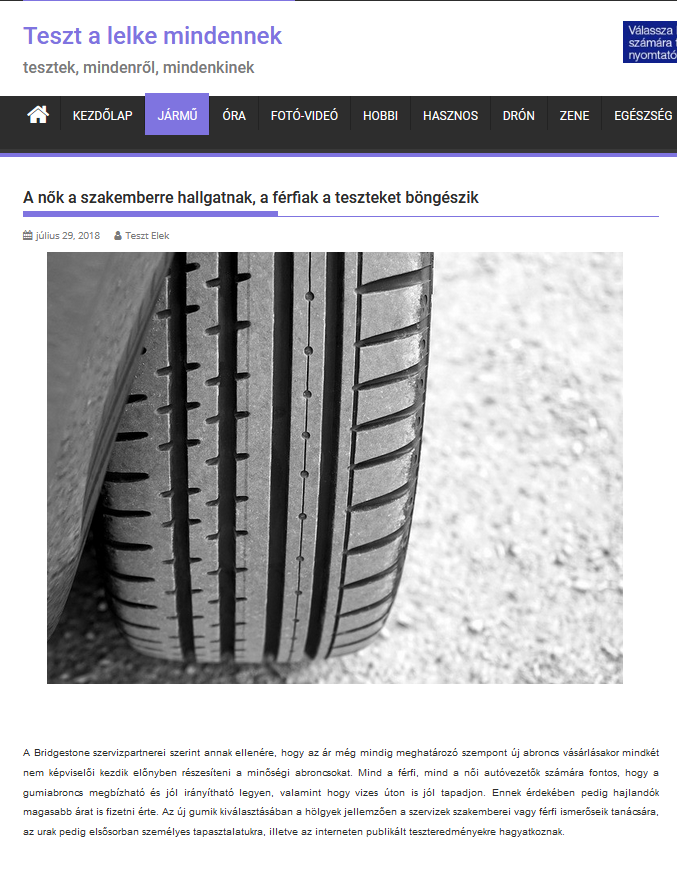 Teszt a lelke mindennek
tesztek, mindenről, mindenkinek
Válassza
számára
nyomtató
KEZDŐLAP JÁRMŰ ÓRA FOTÓ-VIDEÓ HOBBI HASZNOS DRÓN ZENE EGÉSZSÉG
A nők a szakemberre hallgatnak, a férfiak a teszteket böngészik
július 29, 2018 Teszt Elek
A Bridgestone szervizpartnerei szerint annak ellenére, hogy az ár még mindig meghatározó szempont új abroncs vásárlásakor mindkét
nem képviselői kezdik előnyben részesíteni a minőségi abroncsokat. Mind a férfi, mind a női autóvezetők számára fontos, hogy a
gumiabroncs megbízható és jól irányítható legyen, valamint hogy vizes úton is jól tapadjon. Ennek érdekében pedig hajlandók
magasabb árat is fizetni érte. Az új gumik kiválasztásában a hölgyek jellemzően a szervizek szakemberei vagy férfi ismerőseik tanácsára,
az urak pedig elsősorban személyes tapasztalatukra, illetve az interneten publikált teszteredményekre hagyatkoznak.